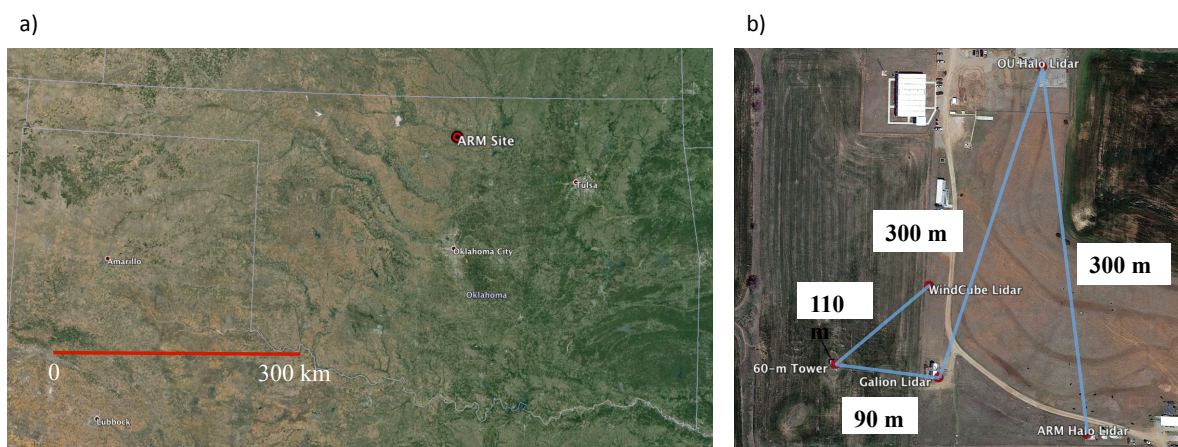 a)
ARM Site
Tulsa
Oklahoma City
Amarillo
Oklahoma
0
300 km
Lubbock
b)
OU Halo Lidar
300 m
300 m
WindCube Lidar
110
m
60-m Tower
Galion Lidar
90 m
ARM Halo Lidar